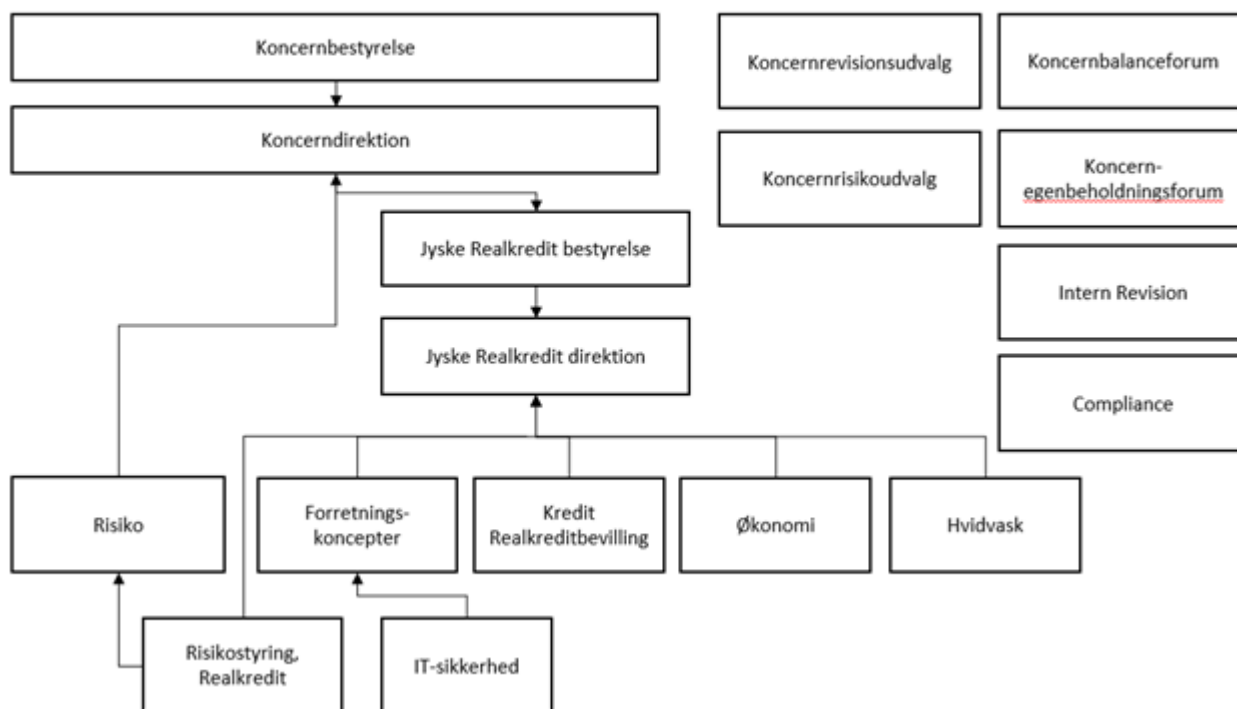 Koncernbestyrelse
Koncerndirektion
Koncernrevisionsudvalg
Koncernbalanceforum
Koncernrisikoudvalg
Koncern-
egenbeholdningsforum
Jyske Realkredit bestyrelse
Intern Revision
Jyske Realkredit direktion
Compliance
Risiko
Forretnings-
koncepter
Kredit
Realkreditbevilling
Økonomi
Hvidvask
Risikostyring,
Realkredit
IT-sikkerhed